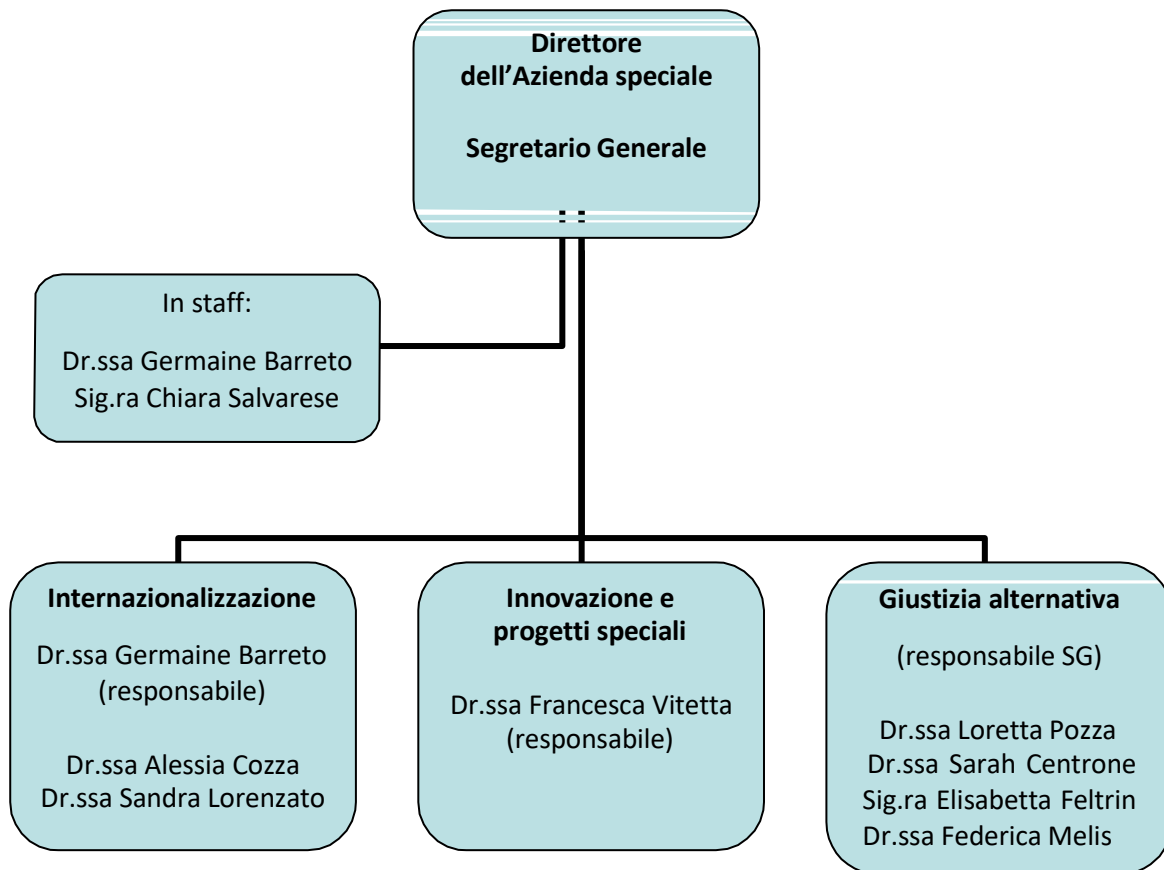 Direttore
dell’Azienda speciale
Segretario Generale
In staff:
Dr.ssa Germaine Barreto
Sig.ra Chiara Salvarese
Internazionalizzazione
Dr.ssa Germaine Barreto
(responsabile)
Dr.ssa Alessia Cozza
Dr.ssa Sandra Lorenzato
Innovazione e
progetti speciali
Dr.ssa Francesca Vitetta
(responsabile)
Giustizia alternativa
(responsabile SG)
Dr.ssa Loretta Pozza
Dr.ssa Sarah Centrone
Sig.ra Elisabetta Feltrin
Dr.ssa Federica Melis